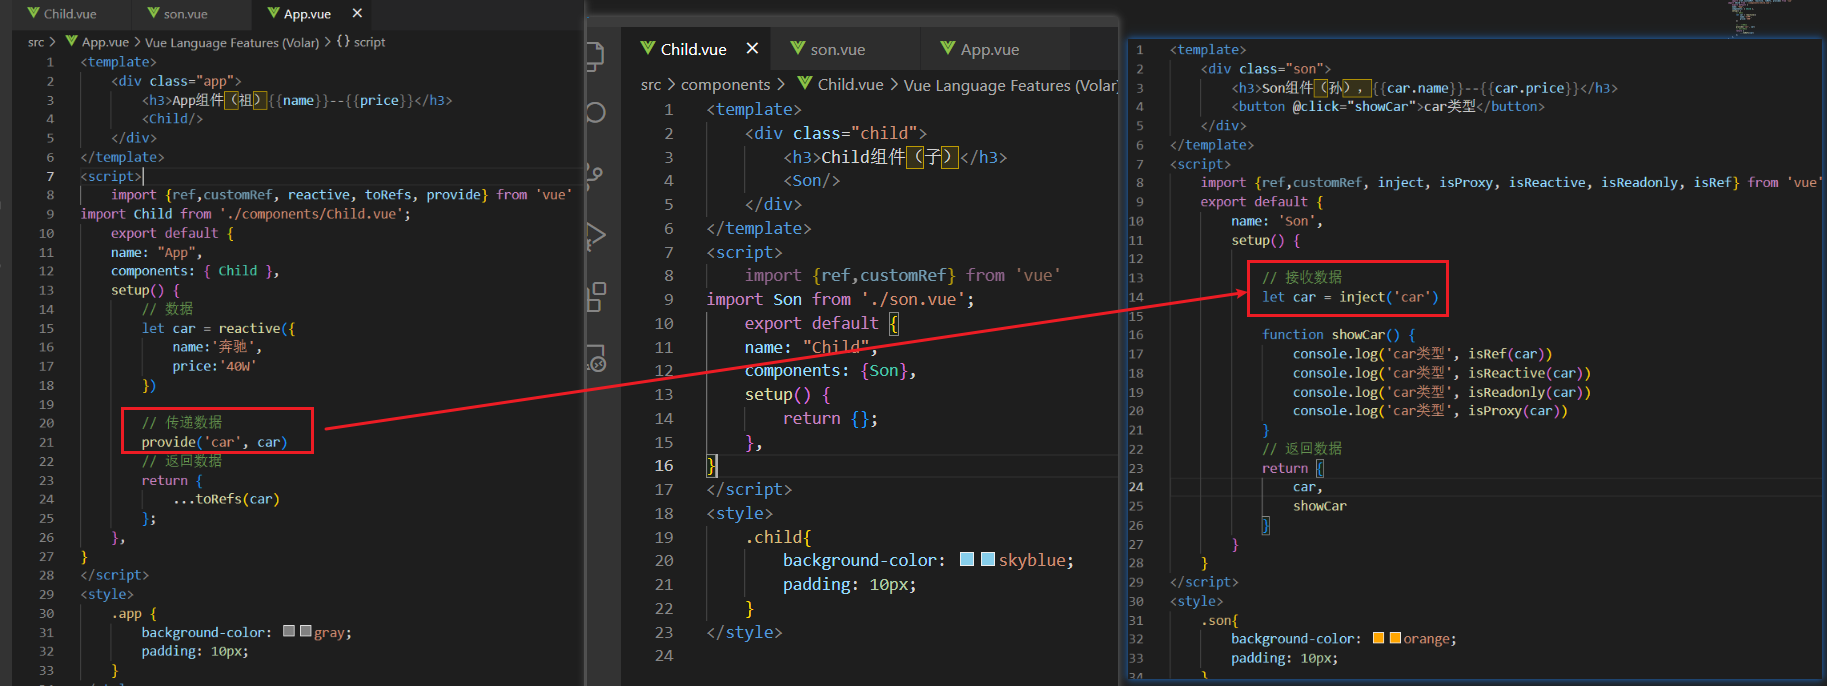 Child.vue
son.vue
App.vue
src > App.vue > Vue Language Features (Volar) > {} script
1 <template>
2 <div class="app">
3 <h3>App组件（祖）{{name}}--{{price}}</h3>
4 <Child/>
5 </div>
6 </template>
7 <script>
8 import {ref,customRef, reactive, toRefs, provide} from 'vue'
9 import Child from './components/Child.vue';
10 export default {
11 name: "App",
12 components: { Child },
13 setup() {
14 // 数据
15 let car = reactive({
16 name:'奔驰',
17 price:'40W'
18 })
19
20 // 传递数据
21 provide('car', car)
22 // 返回数据
23 return {
24 ...toRefs(car)
25 };
26 },
27 }
28 </script>
29 <style>
30 .app {
31 background-color: gray;
32 padding: 10px;
33 }
Child.vue
son.vue
App.vue
src > components > Child.vue > Vue Language Features (Volar)
1 <template>
2 <div class="child">
3 <h3>Child组件（子）</h3>
4 <Son/>
5 </div>
6 </template>
7 <script>
8 import {ref,customRef} from 'vue'
9 import Son from './son.vue';
10 export default {
11 name: "Child",
12 components: {Son},
13 setup() {
14 return {};
15 },
16 }
17 </script>
18 <style>
19 .child{
20 background-color: skyblue;
21 padding: 10px;
22 }
23 </style>
24
1 <template>
2 <div class="son">
3 <h3>Son组件（孙），{{car.name}}--{{car.price}}</h3>
4 <button @click="showCar">car类型</button>
5 </div>
6 </template>
7 <script>
8 import {ref,customRef, inject, isProxy, isReactive, isReadonly, isRef} from 'vue'
9 export default {
10 name: 'Son',
11 setup() {
12
13 // 接收数据
14 let car = inject('car')
15
16 function showCar() {
17 console.log('car类型', isRef(car))
18 console.log('car类型', isReactive(car))
19 console.log('car类型', isReadonly(car))
20 console.log('car类型', isProxy(car))
21 }
22 // 返回数据
23 return {
24 car,
25 showCar
26 }
27 }
28 }
29 </script>
30 <style>
31 .son{
32 background-color: orange;
33 padding: 10px;
34 }